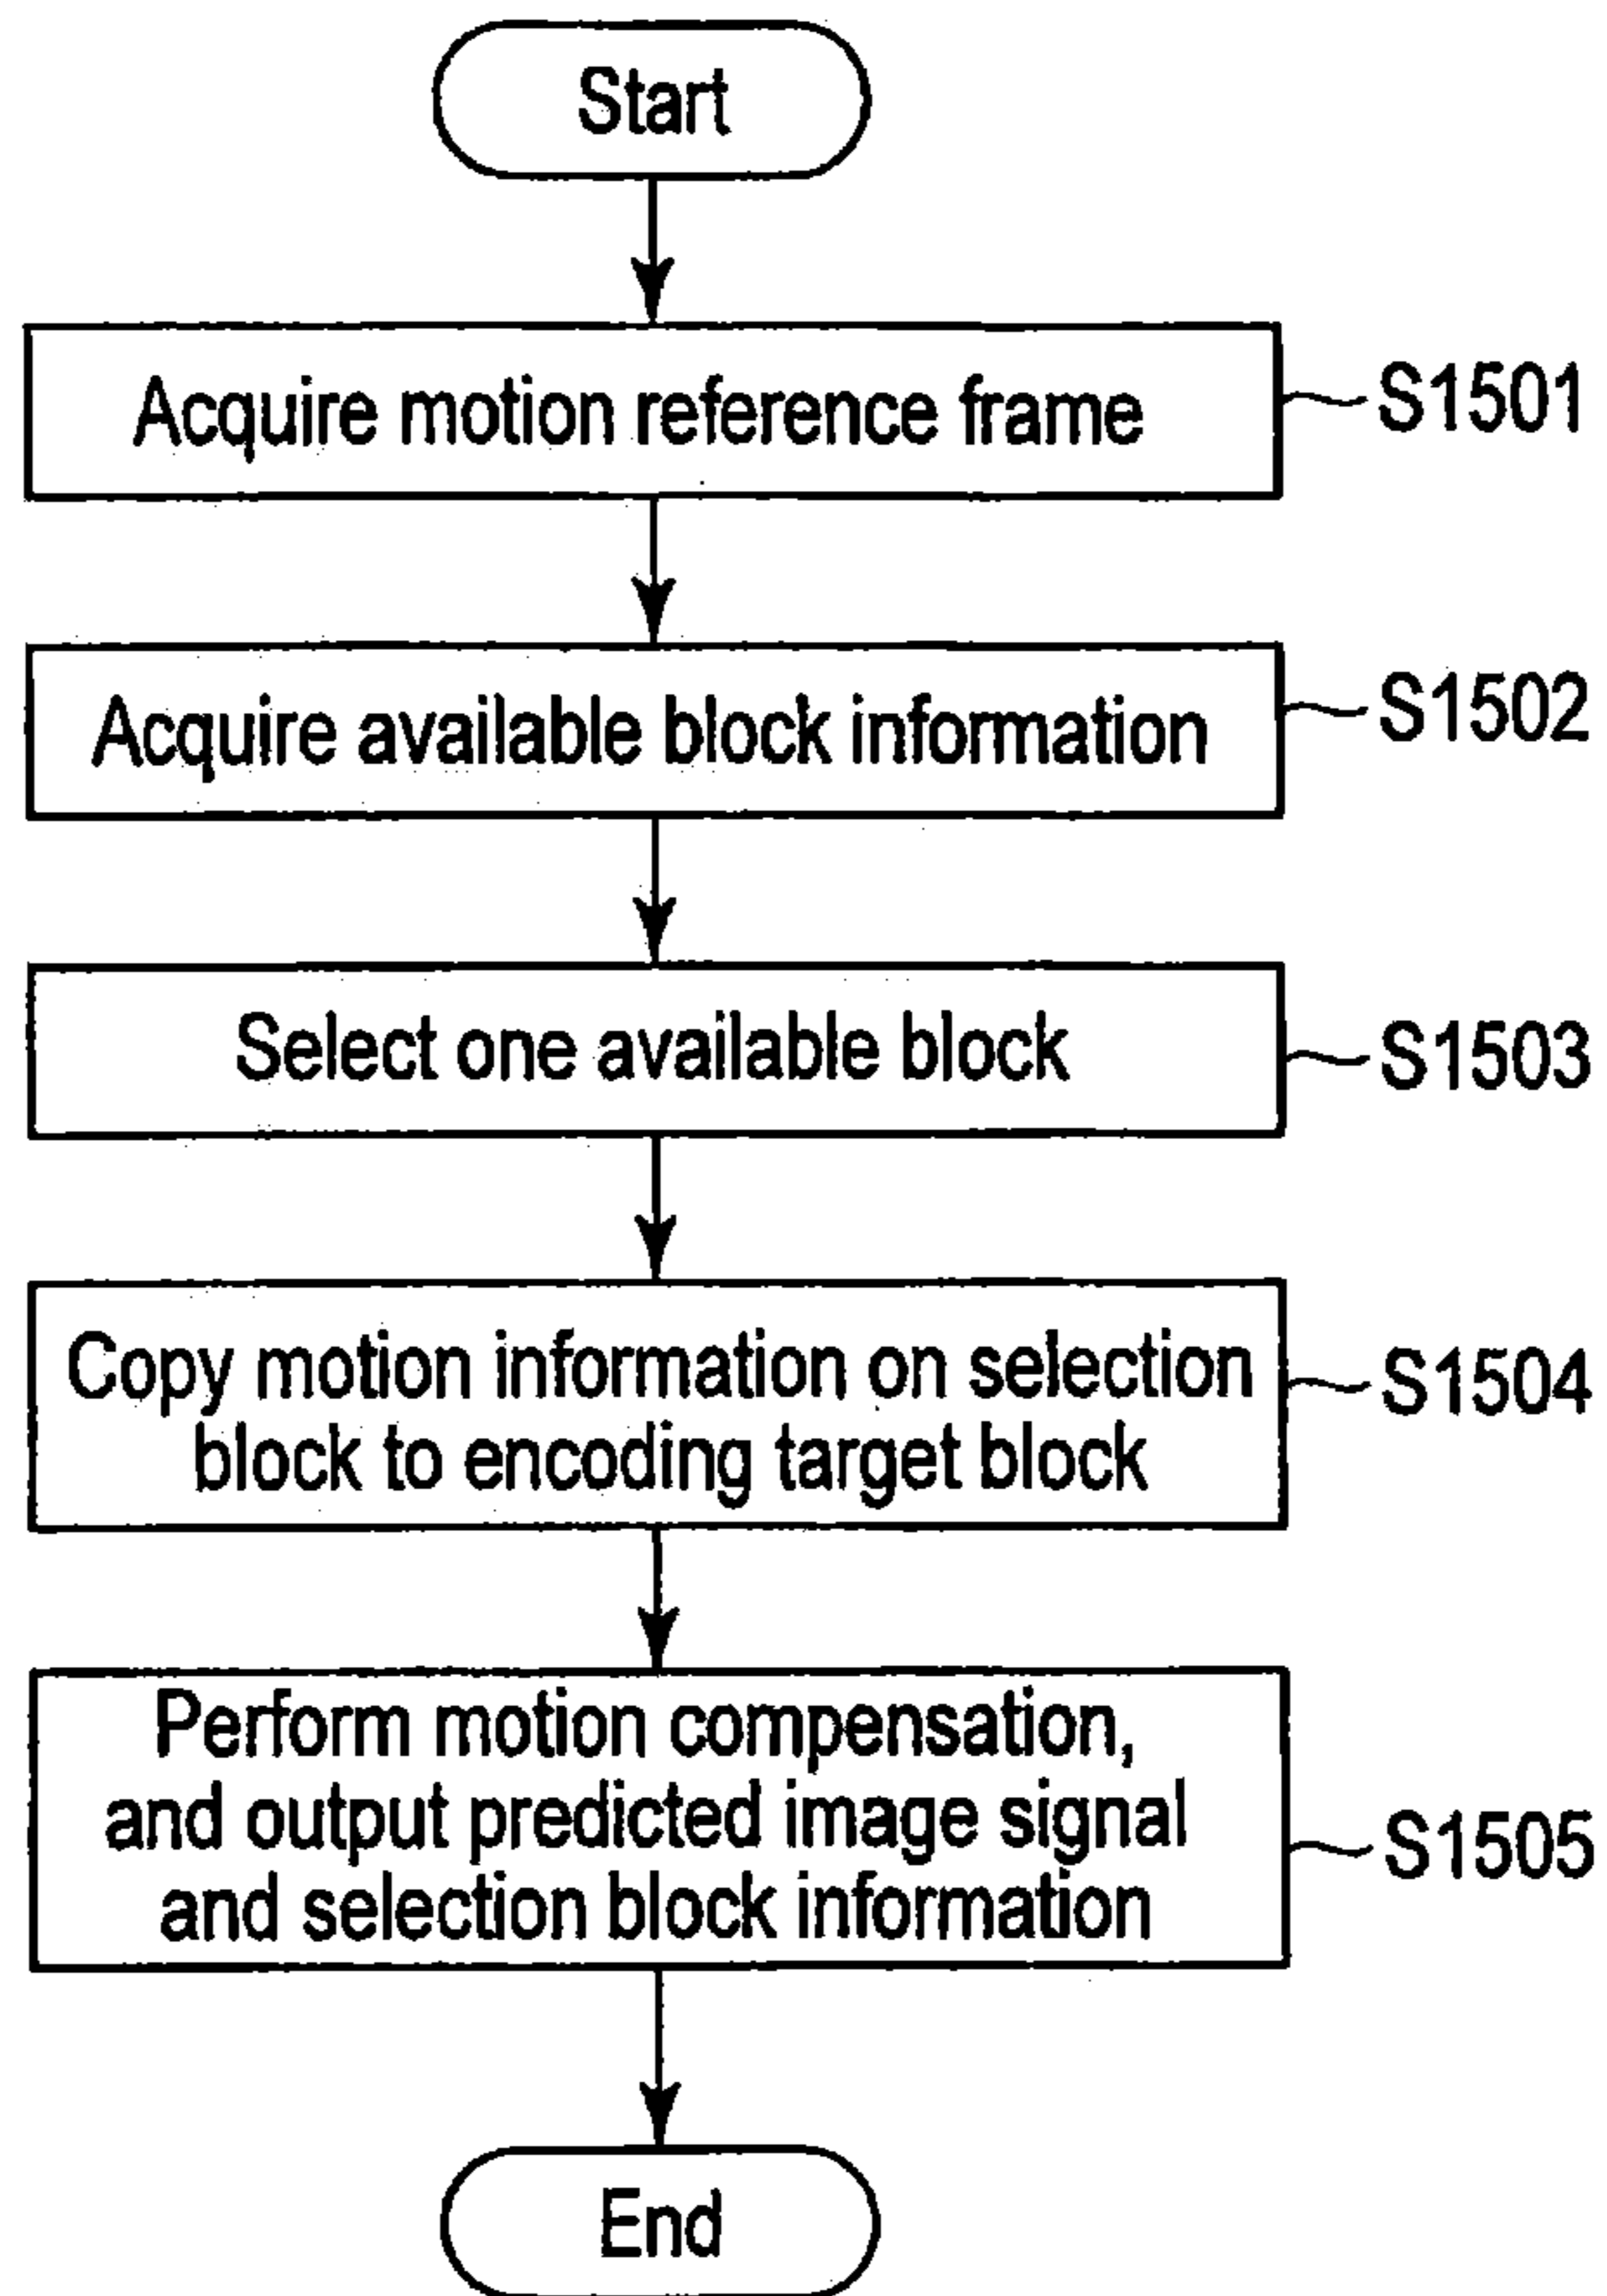 Start
Acquire motion reference frame
S1501
Acquire available block information
S1502
Select one available block
S1503
Copy motion information on selection
block to encoding target block
S1504
Perform motion compensation,
and output predicted image signal
and selection block information
S1505
End